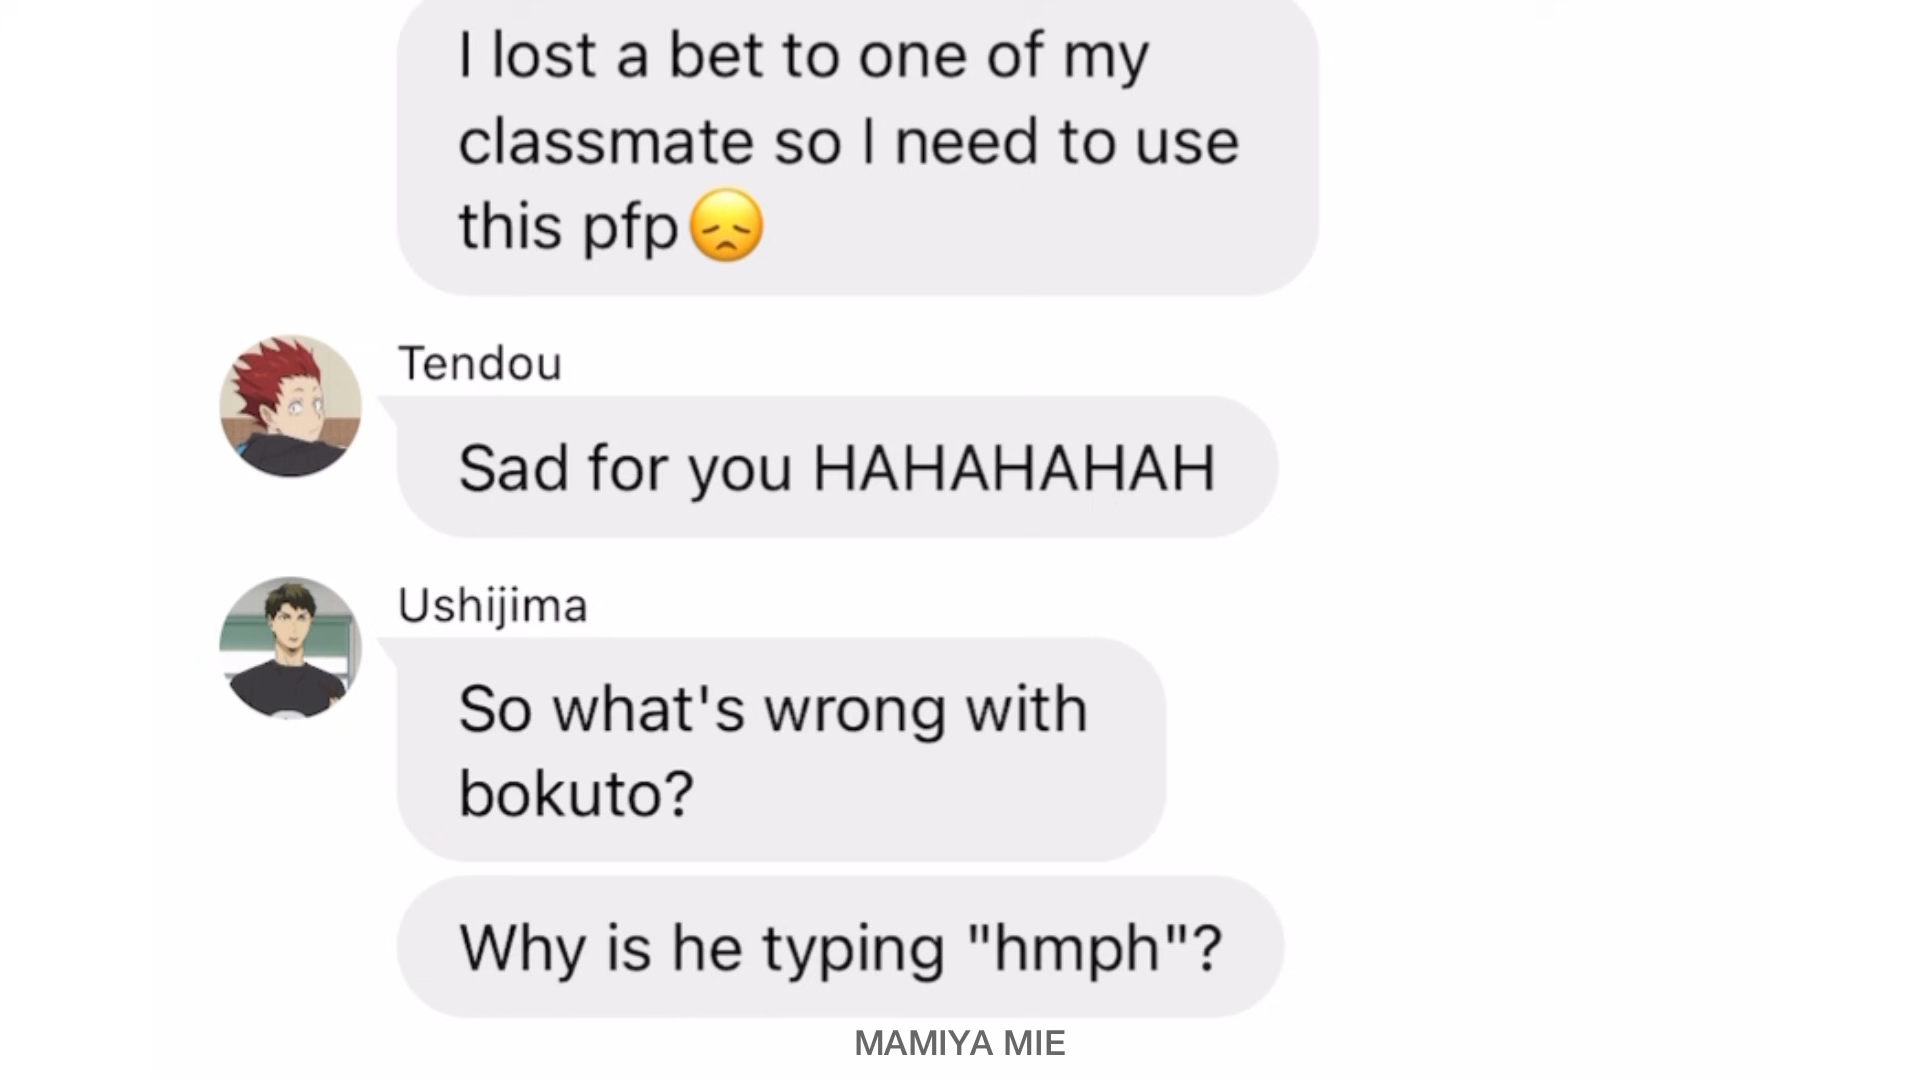 I lost a bet to one of my
classmate so I need to use
this pfp😞
Tendou
Sad for you HAHAHAHAH
Ushijima
So what's wrong with
bokuto?
Why is he typing "hmph"?
MAMIYA MIE